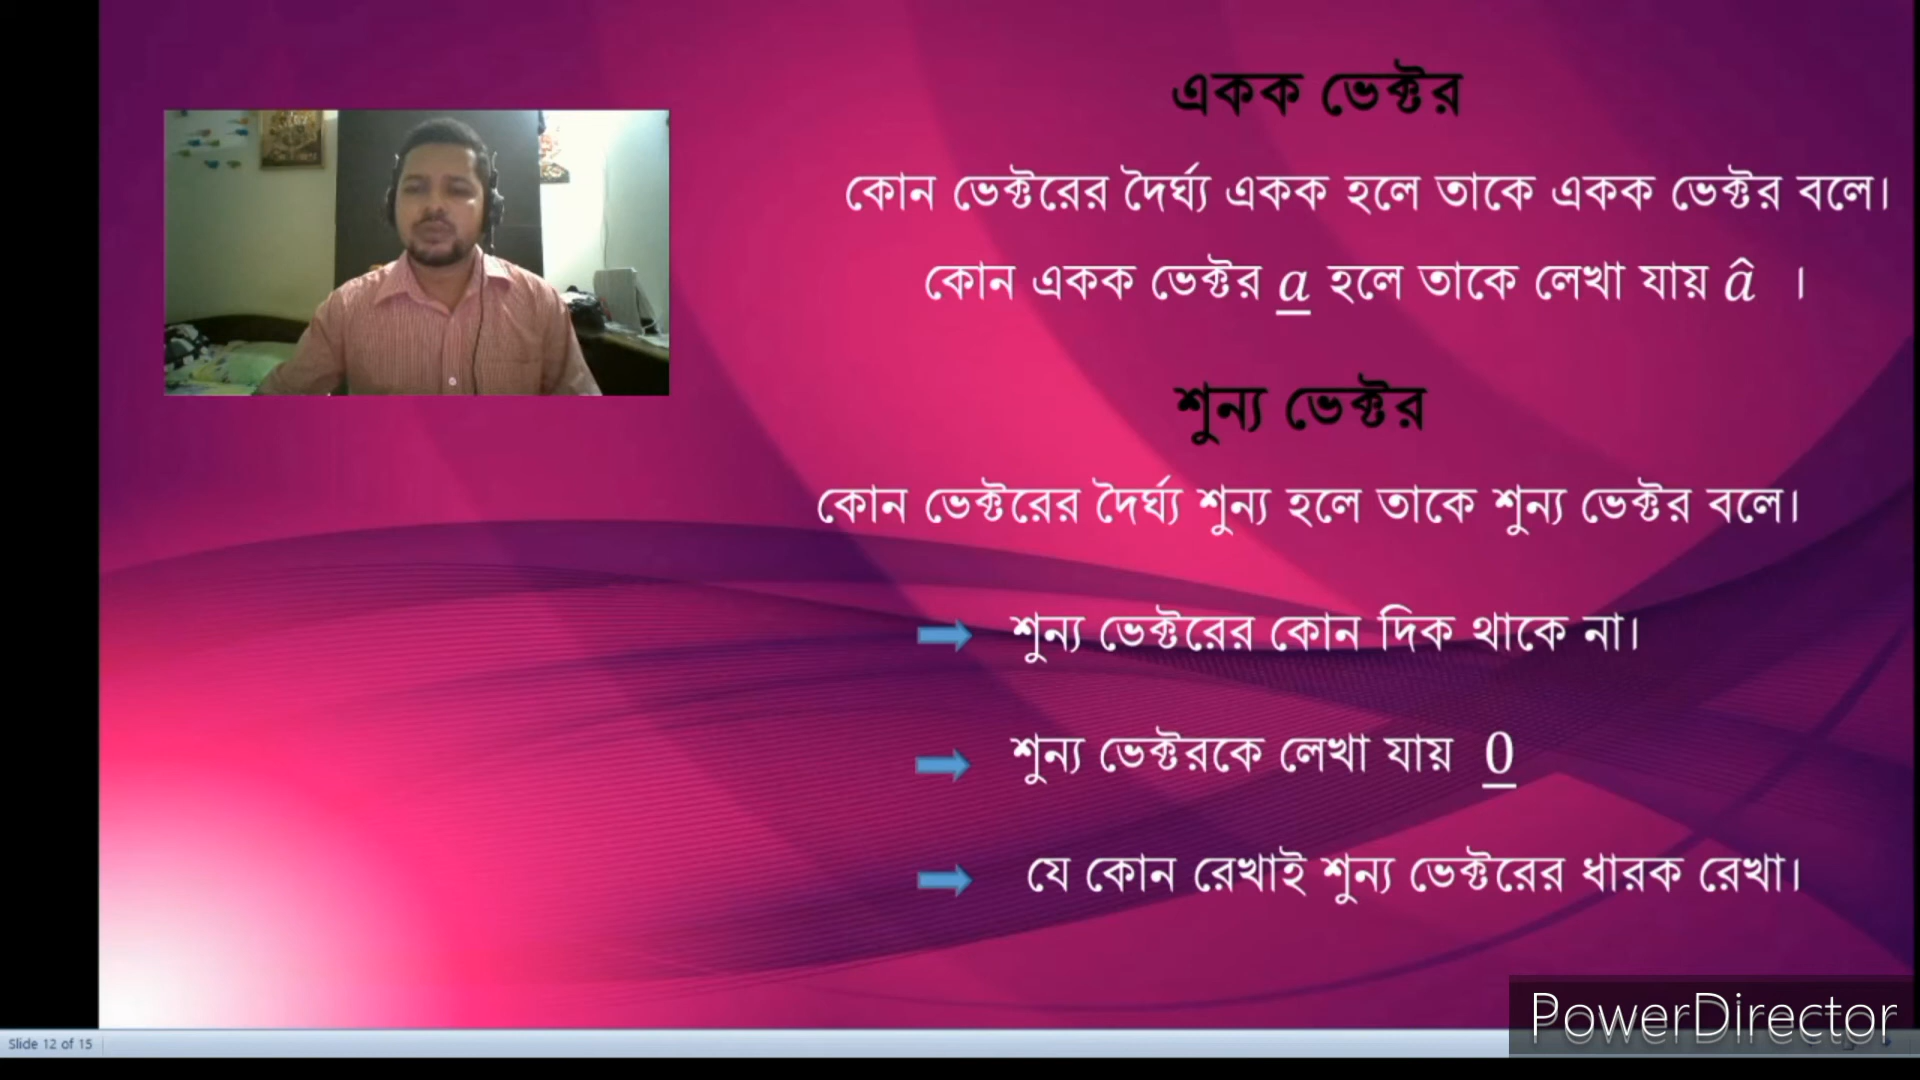 একক ভেক্টর
কোন ভেক্টরের দৈর্ঘ্য একক হলে তাকে একক ভেক্টর বলে।
কোন একক ভেক্টর a̲ হলে তাকে লেখা যায় â ।
শুন্য ভেক্টর
কোন ভেক্টরের দৈর্ঘ্য শুন্য হলে তাকে শুন্য ভেক্টর বলে।
শুন্য ভেক্টরের কোন দিক থাকে না।
শুন্য ভেক্টরকে লেখা যায় 0̲
যে কোন রেখাই শুন্য ভেক্টরের ধারক রেখা।
PowerDirector
Slide 12 of 15